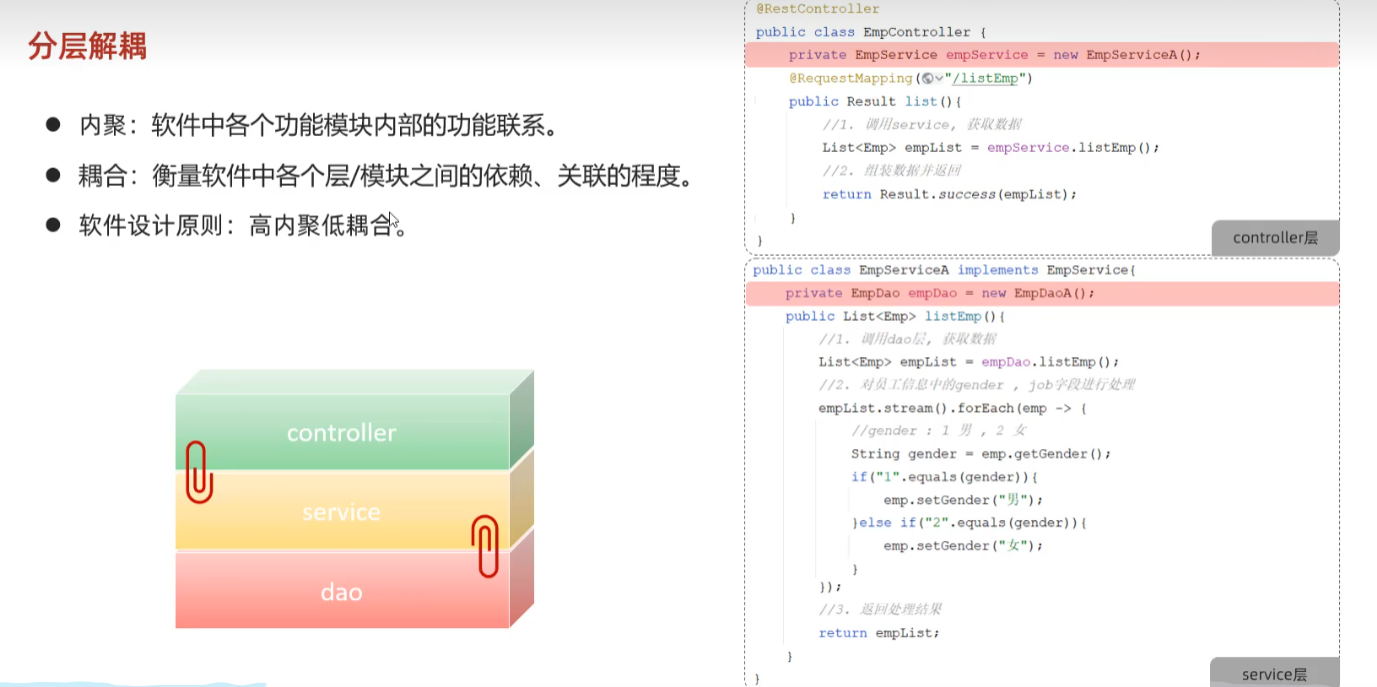 分层解耦
● 内聚：软件中各个功能模块内部的功能联系。
● 耦合：衡量软件中各个层/模块之间的依赖、关联的程度。
● 软件设计原则：高内聚低耦合。
controller
service
dao
@RestController
public class EmpController {
    private EmpService empService = new EmpServiceA();
    @RequestMapping("/listEmp")
    public Result list(){
        //1. 调用service, 获取数据
        List<Emp> empList = empService.listEmp();
        //2. 组装数据并返回
        return Result.success(empList);
    }
}
controller层
public class EmpServiceA implements EmpService{
    private EmpDao empDao = new EmpDaoA();
    public List<Emp> listEmp(){
        //1. 调用dao层, 获取数据
        List<Emp> empList = empDao.listEmp();
        //2. 对员工信息中的gender , job字段进行处理
        empList.stream().forEach(emp -> {
            //gender : 1 男 , 2 女
            String gender = emp.getGender();
            if("1".equals(gender)){
                emp.setGender("男");
            }else if("2".equals(gender)){
                emp.setGender("女");
            }
        });
        //3. 返回处理结果
        return empList;
    }
}
service层